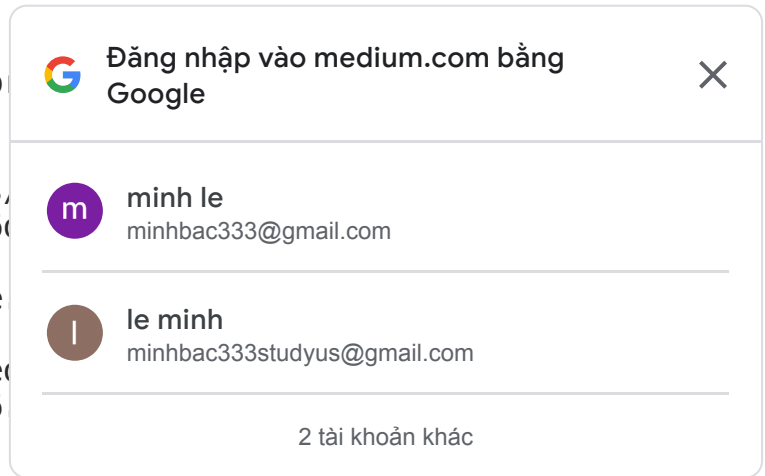 Đăng nhập vào medium.com bằng
Google
m
minh le
minhbac333@gmail.com
l
le minh
minhbac333studyus@gmail.com
2 tài khoản khác